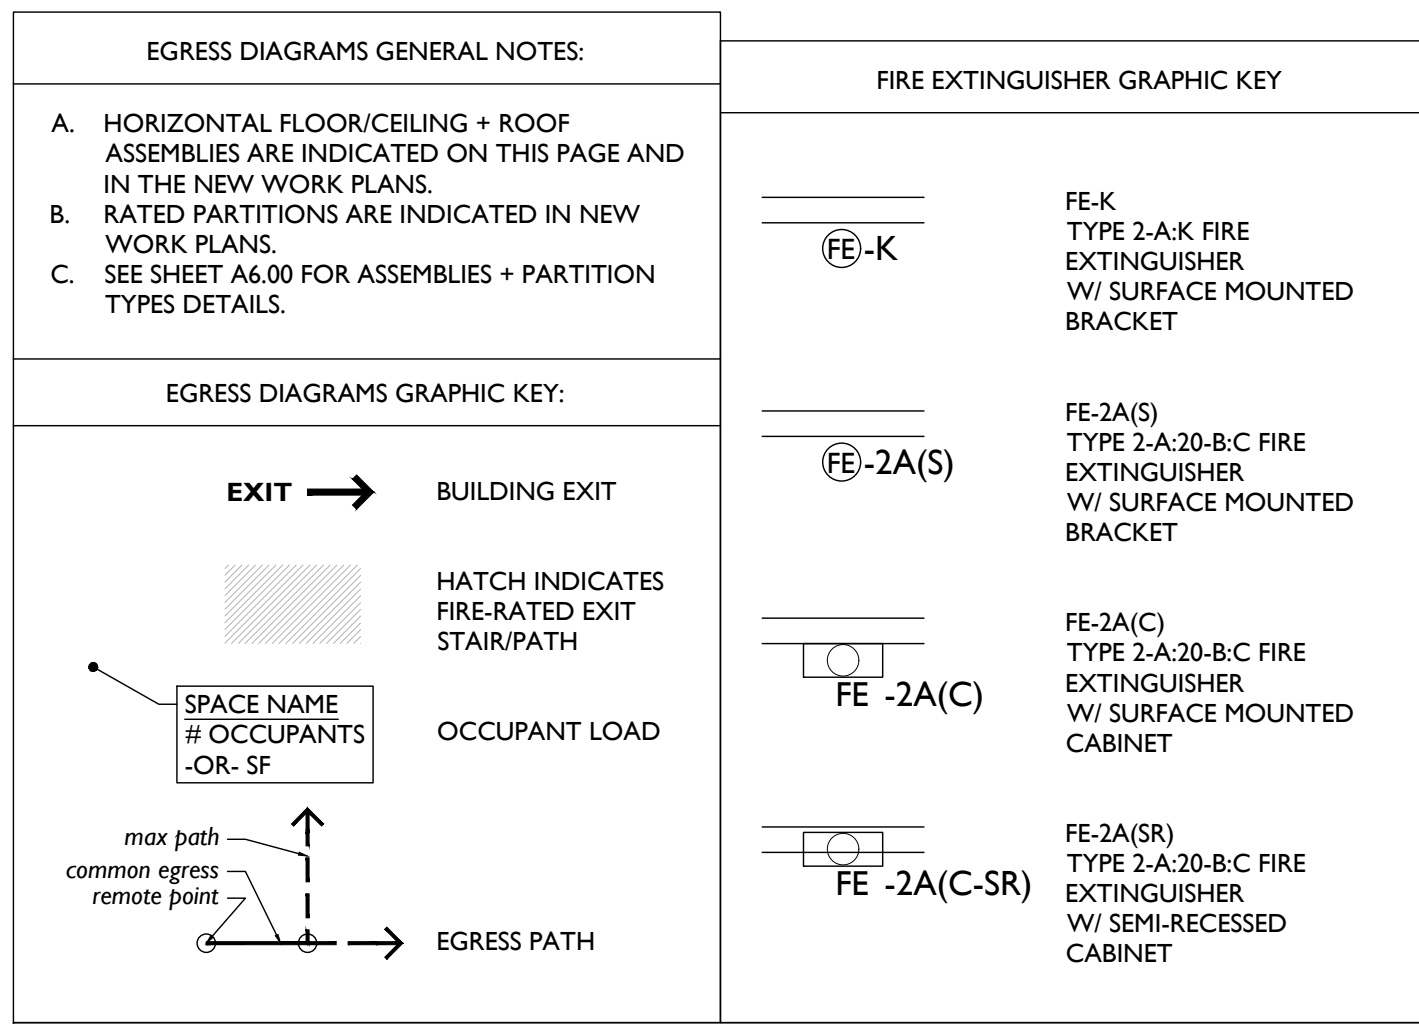 EGRESS DIAGRAMS GENERAL NOTES:
A. HORIZONTAL FLOOR/CEILING + ROOF
ASSEMBLIES ARE INDICATED ON THIS PAGE AND
IN THE NEW WORK PLANS.
B. RATED PARTITIONS ARE INDICATED IN NEW
WORK PLANS.
C. SEE SHEET A6.00 FOR ASSEMBLIES + PARTITION
TYPES DETAILS.
EGRESS DIAGRAMS GRAPHIC KEY:
EXIT BUILDING EXIT
HATCH INDICATES
FIRE-RATED EXIT
STAIR/PATH
SPACE NAME
# OCCUPANTS
-OR- SF
OCCUPANT LOAD
max path
common egress
remote point
EGRESS PATH
FIRE EXTINGUISHER GRAPHIC KEY
FE-K
FE-K
TYPE 2-A:K FIRE
EXTINGUISHER
W/ SURFACE MOUNTED
BRACKET
FE-2A(S)
FE-2A(S)
TYPE 2-A:20-B:C FIRE
EXTINGUISHER
W/ SURFACE MOUNTED
BRACKET
FE -2A(C)
FE-2A(C)
TYPE 2-A:20-B:C FIRE
EXTINGUISHER
W/ SURFACE MOUNTED
CABINET
FE -2A(C-SR)
FE-2A(SR)
TYPE 2-A:20-B:C FIRE
EXTINGUISHER
W/ SEMI-RECESSED
CABINET